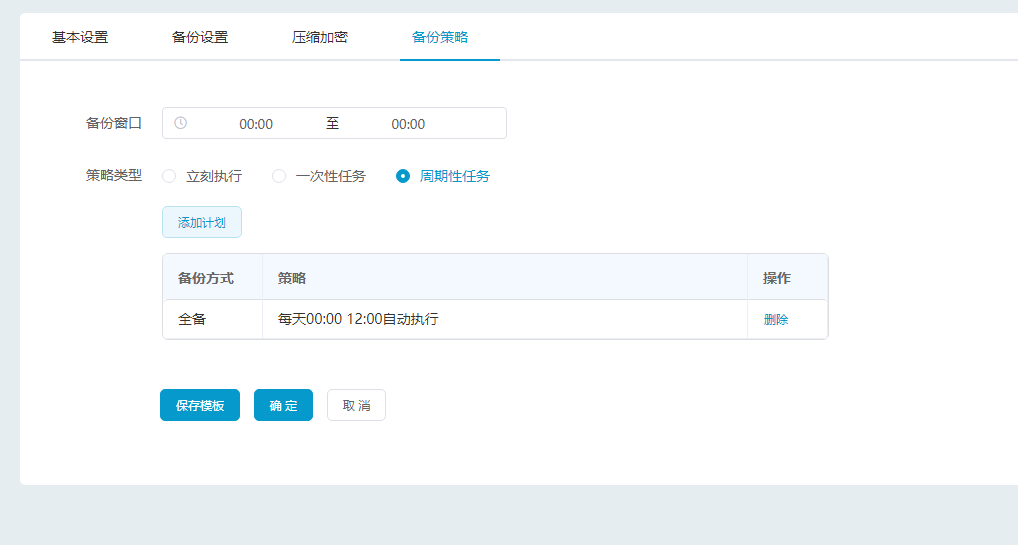 基本设置 备份设置 压缩加密 备份策略
备份窗口 00:00 至 00:00
策略类型 立刻执行 一次性任务 周期性任务
添加计划
备份方式 策略 操作
全备 每天00:00 12:00自动执行 删除
保存模板 确 定 取 消